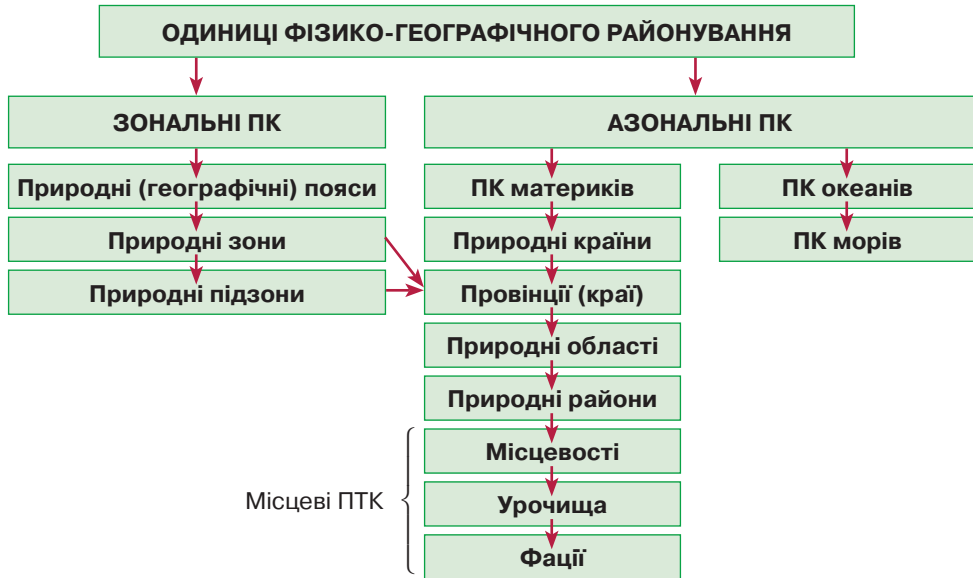 ОДИНИЦІ ФІЗИКО-ГЕОГРАФІЧНОГО РАЙОНУВАННЯ
ЗОНАЛЬНІ ПК
АЗОНАЛЬНІ ПК
Природні (географічні) пояси
ПК материків
ПК океанів
Природні зони
Природні країни
ПК морів
Природні підзони
Провінції (краї)
Природні області
Природні райони
Місцевості
Місцеві ПТК
Урочища
Фації